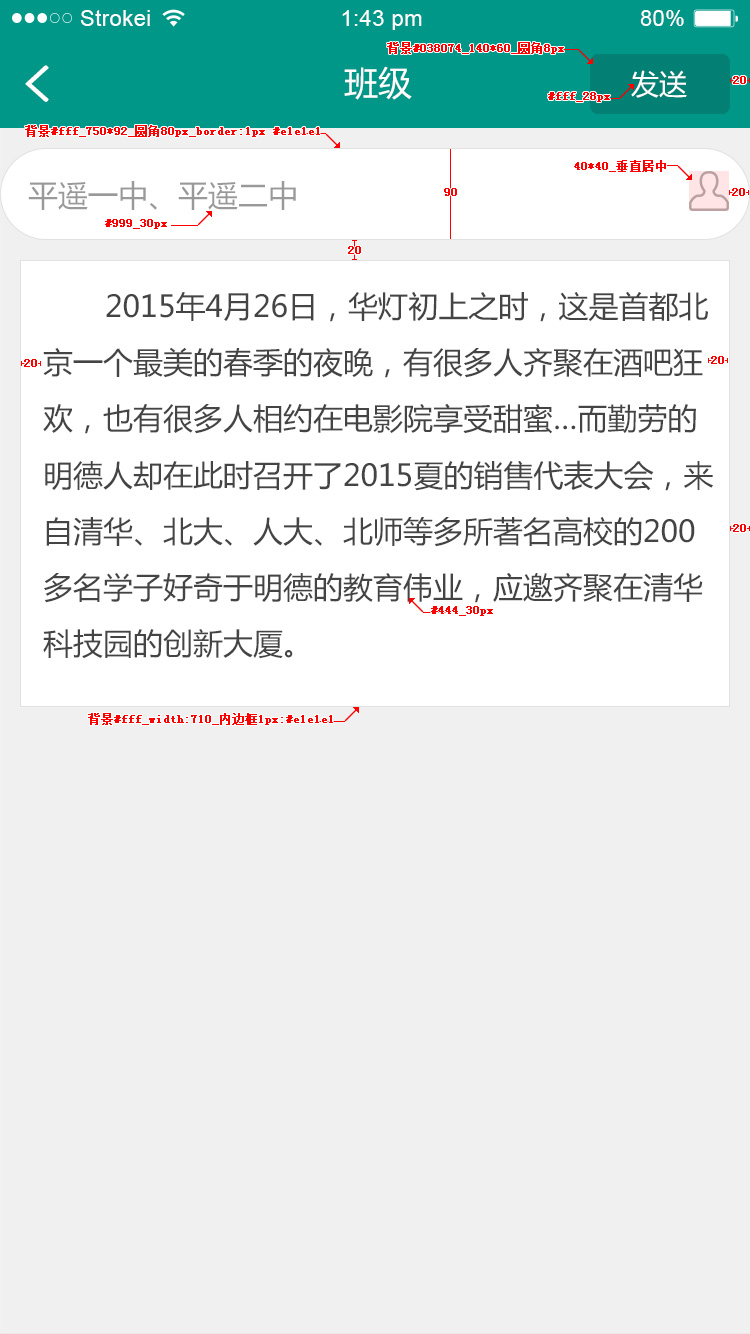 Strokei 1:43 pm 80%
背景#038074_140*60_圆角8px
班级 发送
20
#fff_28px
背景#fff_750*92_圆角80px_border:1px #e1e1e1
40*40_垂直居中
平遥一中、平遥二中 90 20
#999_30px
20
2015年4月26日，华灯初上之时，这是首都北
20 京一个最美的春季的夜晚，有很多人齐聚在酒吧狂 20
欢，也有很多人相约在电影院享受甜蜜...而勤劳的
明德人却在此时召开了2015夏的销售代表大会，来
自清华、北大、人大、北师等多所著名高校的200 20
多名学子好奇于明德的教育伟业，应邀齐聚在清华
#444_30px
科技园的创新大厦。
背景#fff_width:710_内边框1px:#e1e1e1